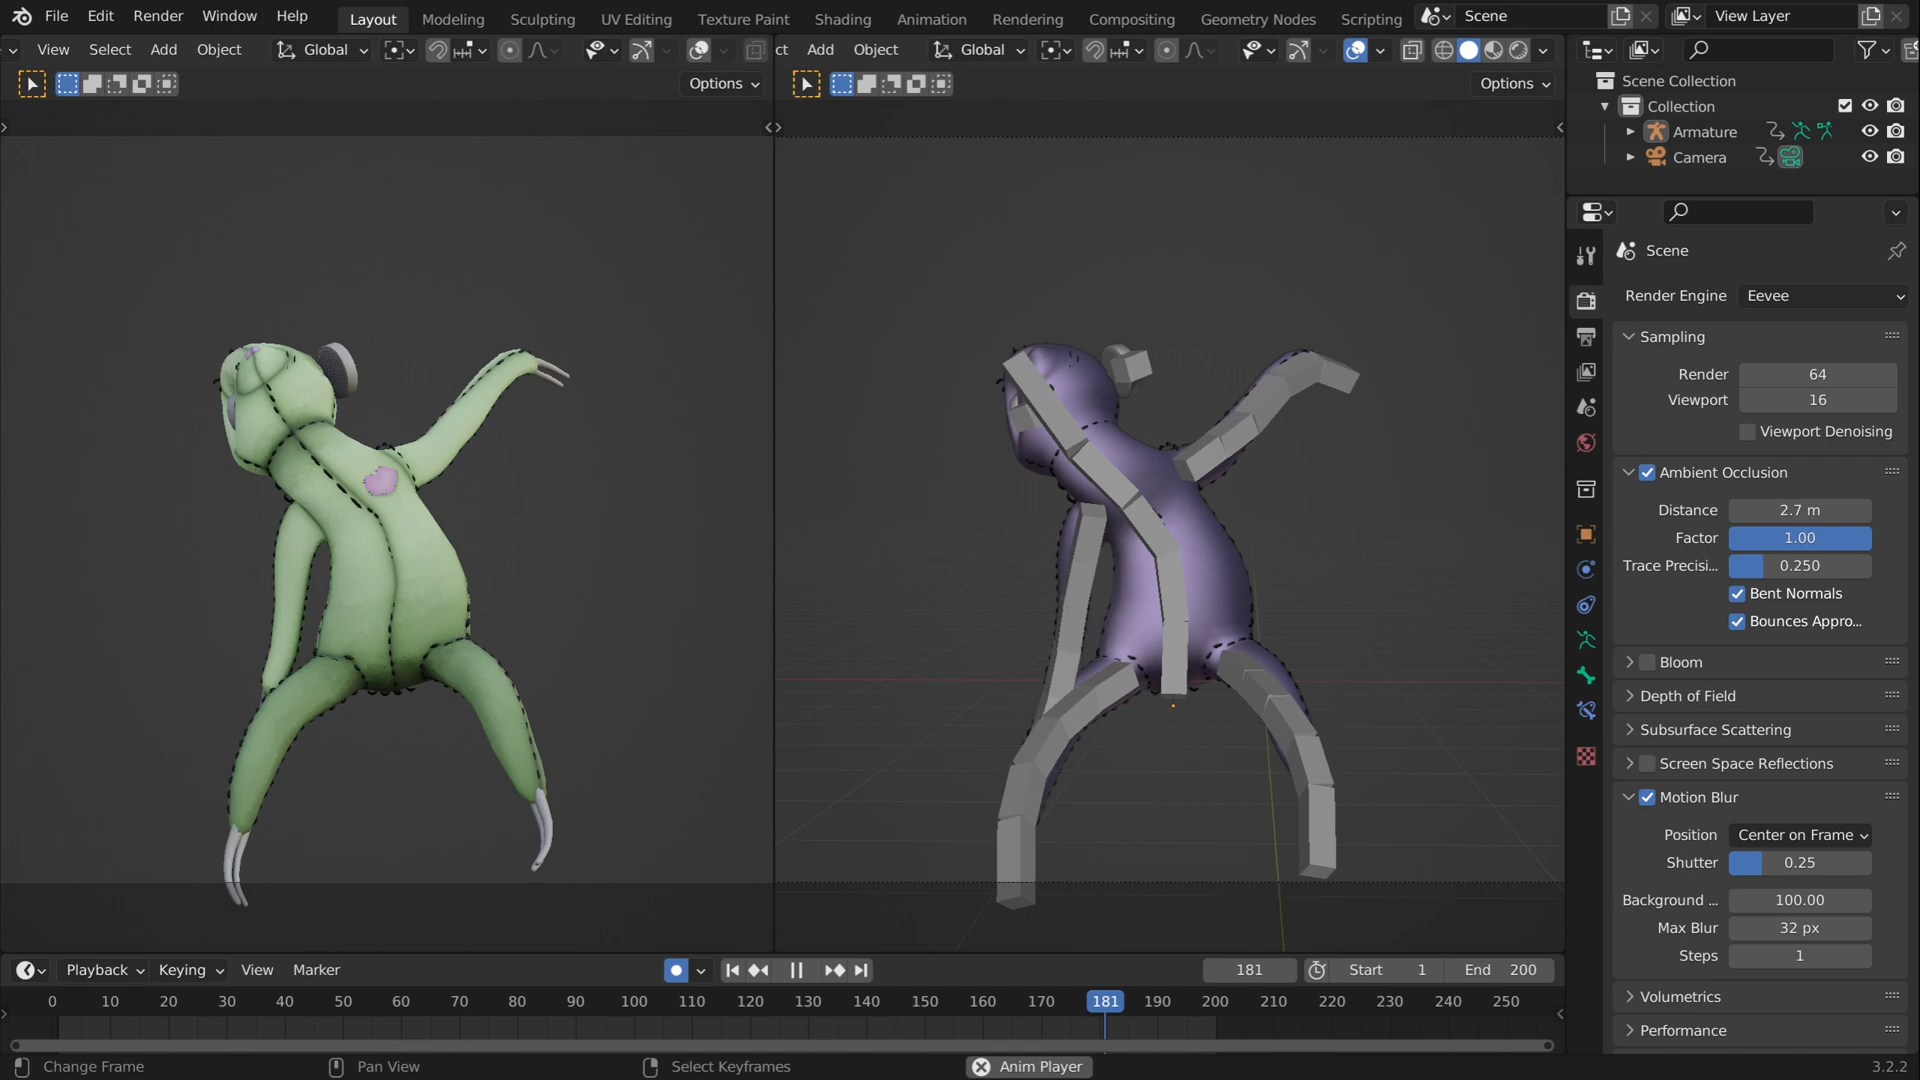 File Edit Render Window Help Layout Modeling Sculpting UV Editing Texture Paint Shading Animation Rendering Compositing Geometry Nodes Scripting Scene View Layer
View Select Add Object Global
ct Add Object Global
Options
Options
Scene Collection
Collection
Armature
Camera
Scene
Render Engine Eevee
Sampling
Render 64
Viewport 16
Viewport Denoising
Ambient Occlusion
Distance 2.7 m
Factor 1.00
Trace Precisi... 0.250
Bent Normals
Bounces Appro...
Bloom
Depth of Field
Subsurface Scattering
Screen Space Reflections
Motion Blur
Position Center on Frame
Shutter 0.25
Background ... 100.00
Max Blur 32 px
Steps 1
Volumetrics
Performance
Playback Keying View Marker 181 Start 1 End 200
0 10 20 30 40 50 60 70 80 90 100 110 120 130 140 150 160 170 181 190 200 210 220 230 240 250
Change Frame Pan View Select Keyframes Anim Player 3.2.2